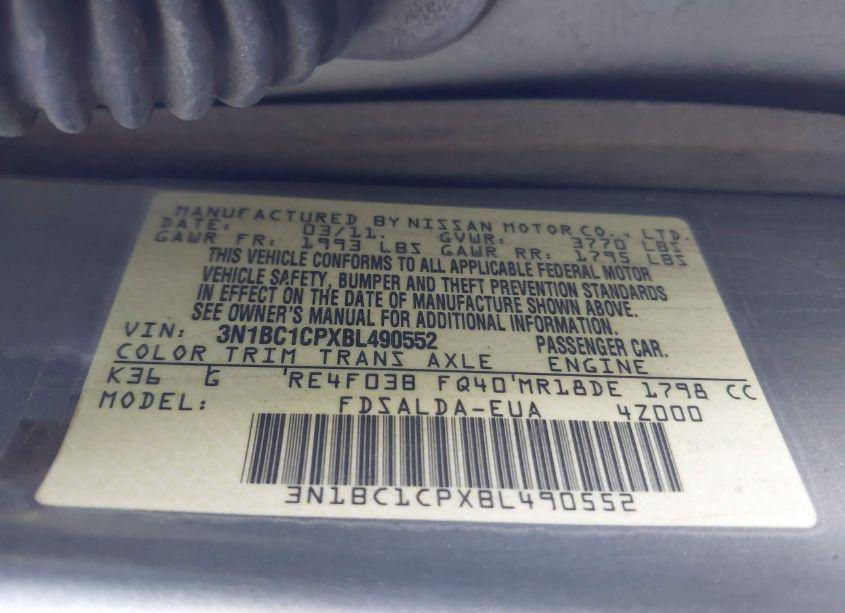 MANUFACTURED BY NISSAN MOTOR CO., LTD.
DATE: 03/11. GVWR: 3770 LBS
GAWR FR: 1993 LBS GAWR RR: 1795 LBS
THIS VEHICLE CONFORMS TO ALL APPLICABLE FEDERAL MOTOR
VEHICLE SAFETY, BUMPER AND THEFT PREVENTION STANDARDS
IN EFFECT ON THE DATE OF MANUFACTURE SHOWN ABOVE.
SEE OWNER'S MANUAL FOR ADDITIONAL INFORMATION.
VIN: 3N1BC1CPXBL490552 PASSENGER CAR.
COLOR TRIM TRANS AXLE ENGINE
K36 G 'RE4F03B FQ40'MR18DE 1798 CC
MODEL: FDSALDA-EUA 4Z000
3N1BC1CPXBL490552